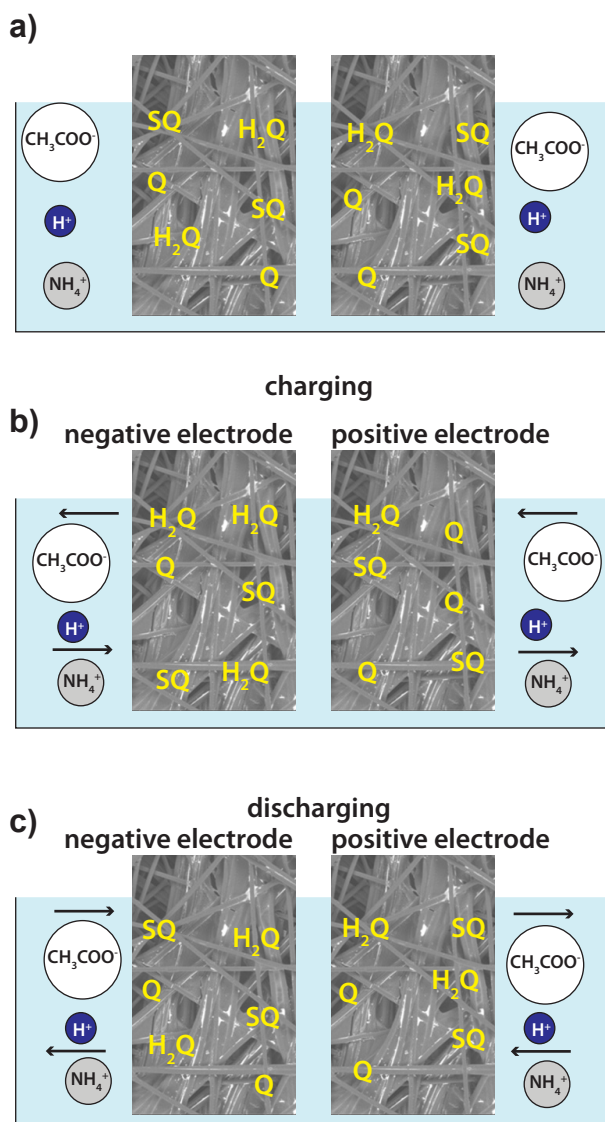 a)
SQ H₂Q H₂Q SQ
CH₃COO⁻ CH₃COO⁻
Q H₂Q
H⁺ SQ Q H⁺
H₂Q SQ
NH₄⁺ Q Q NH₄⁺
charging
b)
negative electrode positive electrode
H₂Q H₂Q H₂Q Q
CH₃COO⁻ Q SQ CH₃COO⁻
SQ Q
H⁺ H⁺
NH₄⁺ SQ H₂Q Q SQ NH₄⁺
discharging
c)
negative electrode positive electrode
SQ H₂Q H₂Q SQ
CH₃COO⁻ CH₃COO⁻
Q H₂Q
H⁺ SQ Q H⁺
H₂Q SQ
NH₄⁺ Q Q NH₄⁺